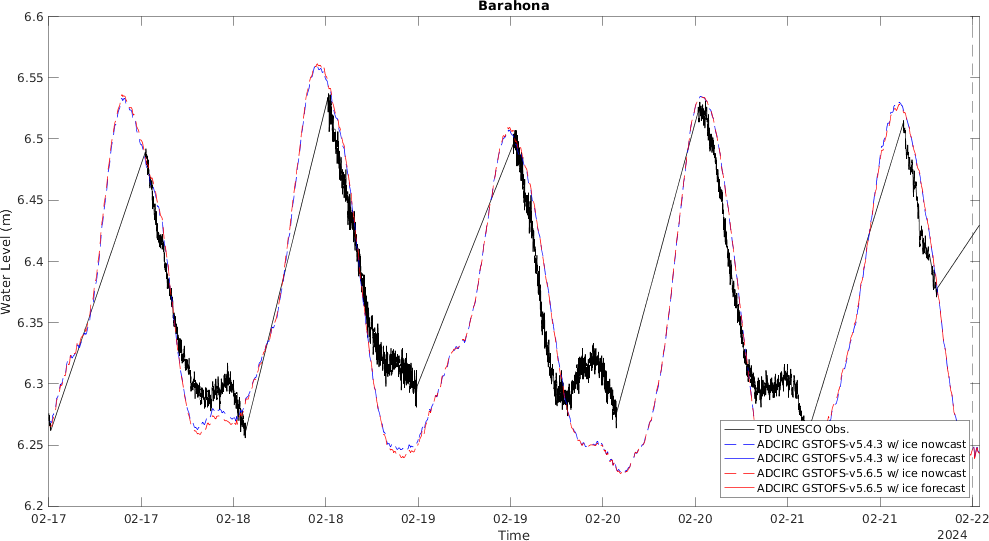 Barahona
6.6
6.55
6.5
6.45
6.4
6.35
6.3
6.25
6.2
Water Level (m)
TD UNESCO Obs.
ADCIRC GSTOFS-v5.4.3 w/ ice nowcast
ADCIRC GSTOFS-v5.4.3 w/ ice forecast
ADCIRC GSTOFS-v5.6.5 w/ ice nowcast
ADCIRC GSTOFS-v5.6.5 w/ ice forecast
02-17 02-17 02-18 02-18 02-19 02-19 02-20 02-20 02-21 02-21 02-22
Time
2024